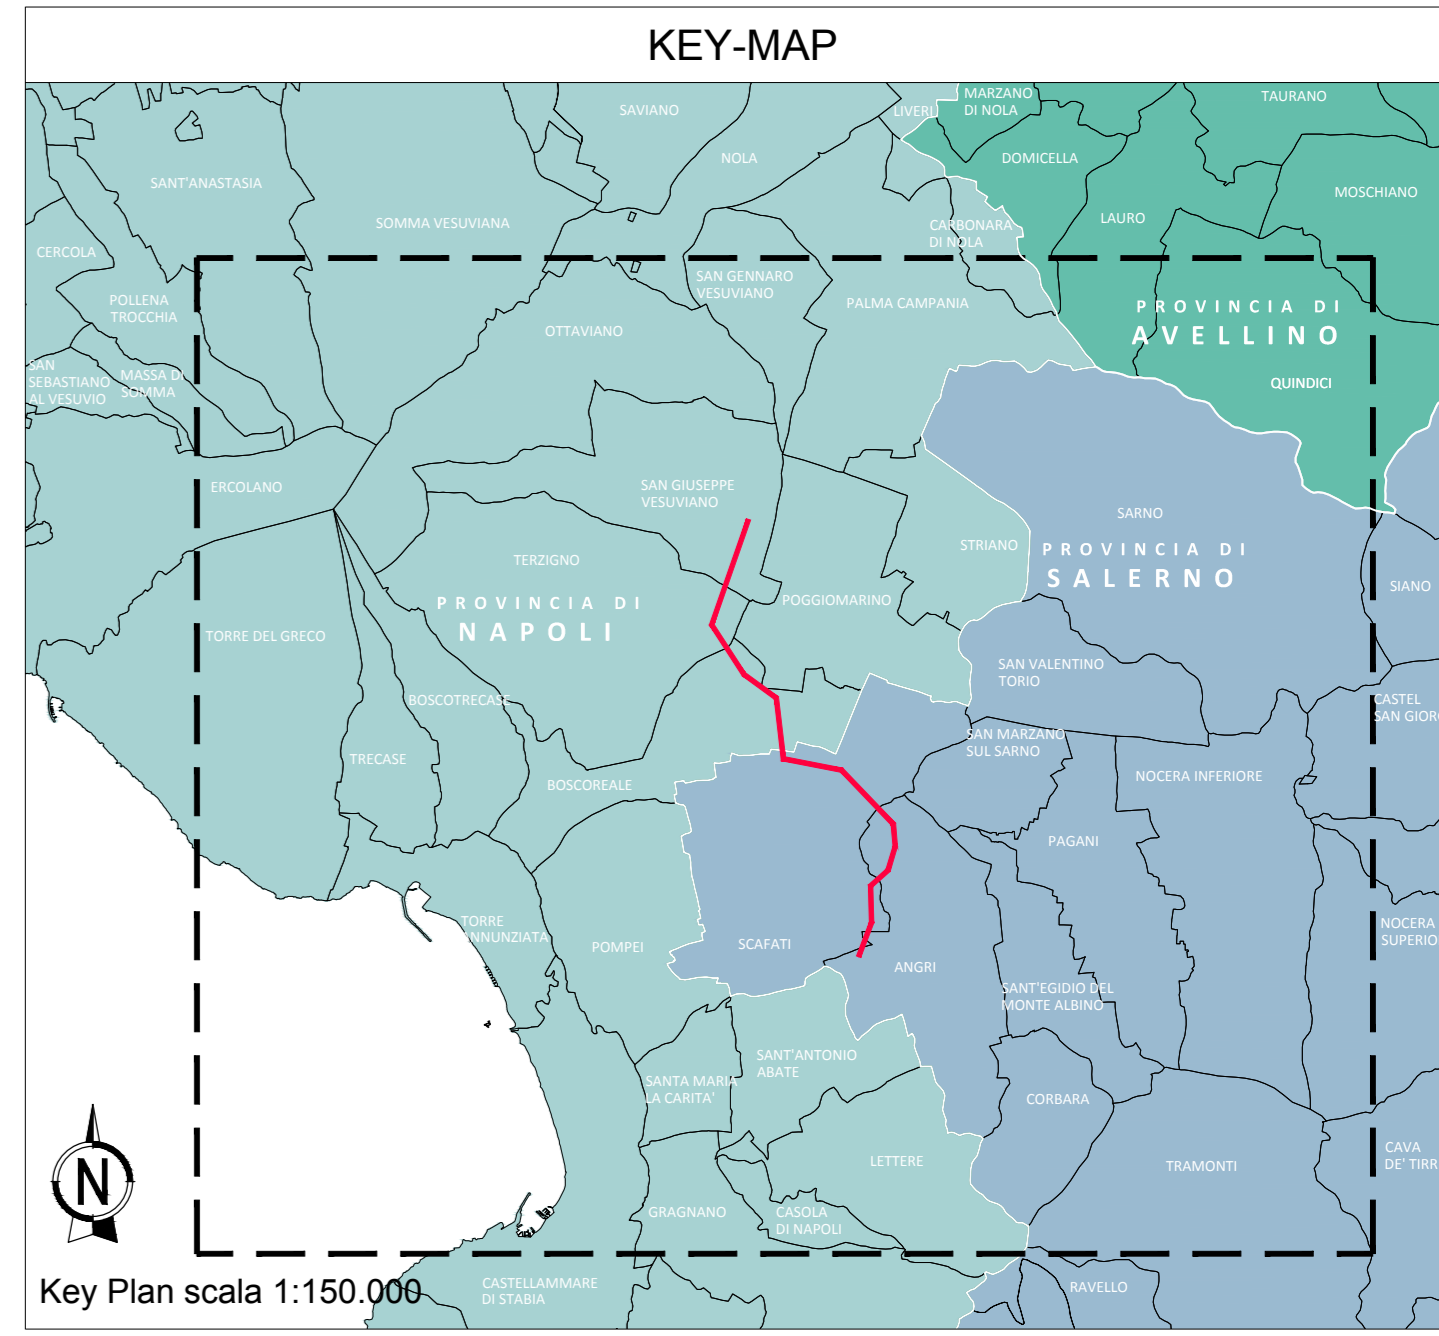 KEY-MAP
MARZANO
DI NOLA
TAURANO
SAVIANO
LIVERI
NOLA
DOMICELLA
SANT'ANASTASIA
MOSCHIANO
LAURO
SOMMA VESUVIANA
CARBONARA
DI NOLA
CERCOLA
SAN GENNARO
VESUVIANO
POLLENA
TROCCHIA
PALMA CAMPANIA
PROVINCIA DI
AVELLINO
OTTAVIANO
SAN
SEBASTIANO
AL VESUVIO
MASSA DI
SOMMA
QUINDICI
ERCOLANO
SAN GIUSEPPE
VESUVIANO
SARNO
STRIANO
PROVINCIA DI
SALERNO
TERZIGNO
SIANO
PROVINCIA DI
NAPOLI
POGGIOMARINO
TORRE DEL GRECO
SAN VALENTINO
TORIO
BOSCOTRECASE
CASTEL
SAN GIORG
SAN MARZANO
SUL SARNO
TRECASE
NOCERA INFERIORE
BOSCOREALE
PAGANI
TORRE
ANNUNZIATA
NOCERA
SUPERIO
POMPEI
SCAFATI
ANGRI
SANT'EGIDIO DEL
MONTE ALBINO
SANT'ANTONIO
ABATE
SANTA MARIA
LA CARITA'
CORBARA
LETTERE
TRAMONTI
CAVA
DE' TIRR
N
GRAGNANO
CASOLA
DI NAPOLI
CASTELLAMMARE
DI STABIA
RAVELLO
Key Plan scala 1:150.000